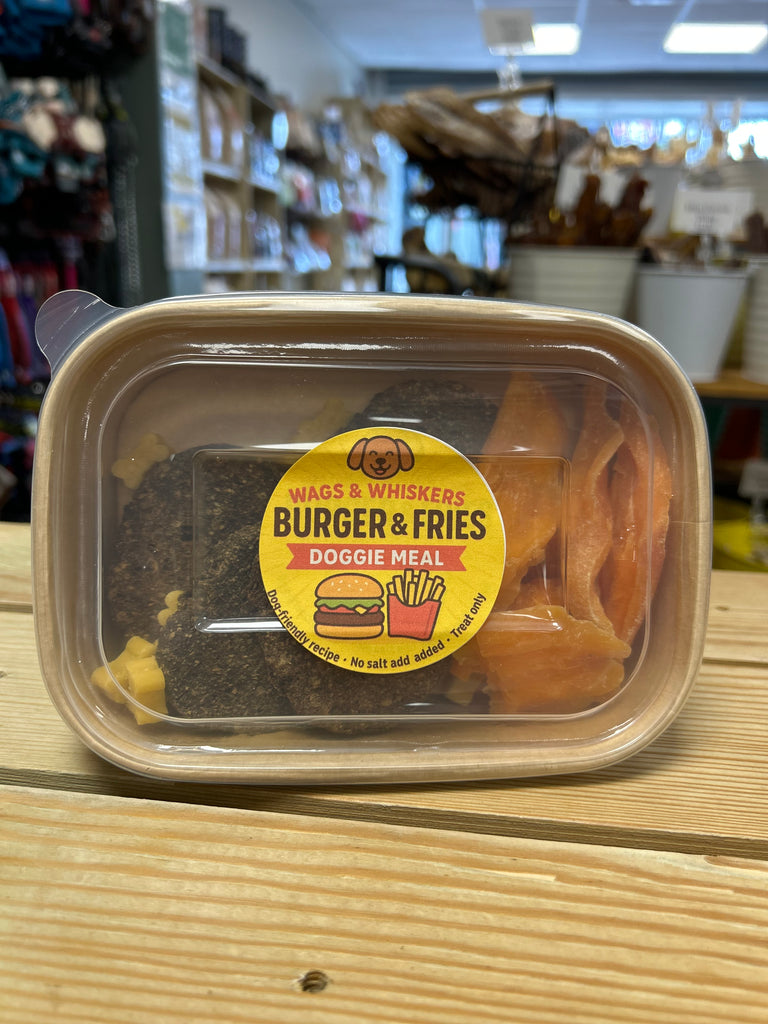 WAGS & WHISKERS
BURGER & FRIES
DOGGIE MEAL
Dog-friendly recipe · No salt add added · Treat only